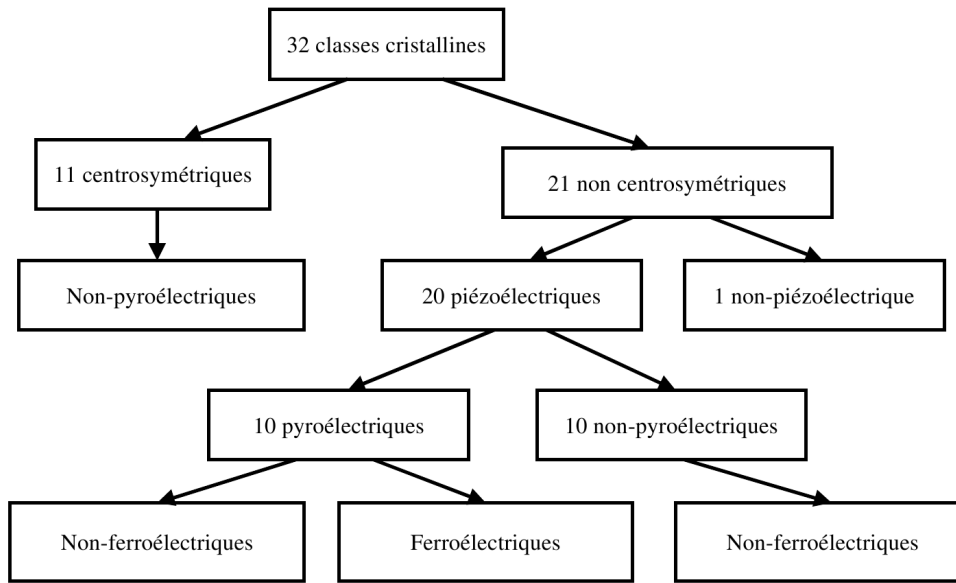 32 classes cristallines
11 centrosymétriques
21 non centrosymétriques
Non-pyroélectriques
20 piézoélectriques
1 non-piézoélectrique
10 pyroélectriques
10 non-pyroélectriques
Non-ferroélectriques
Ferroélectriques
Non-ferroélectriques